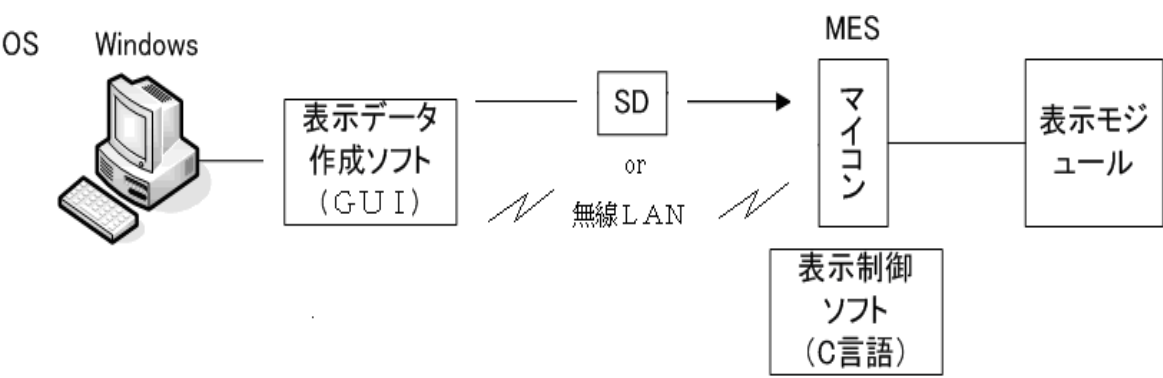 OS Windows
表示データ
作成ソフト
(GUI)
SD
or
無線LAN
MES
マイコン
表示モジ
ュール
表示制御
ソフト
(C言語)